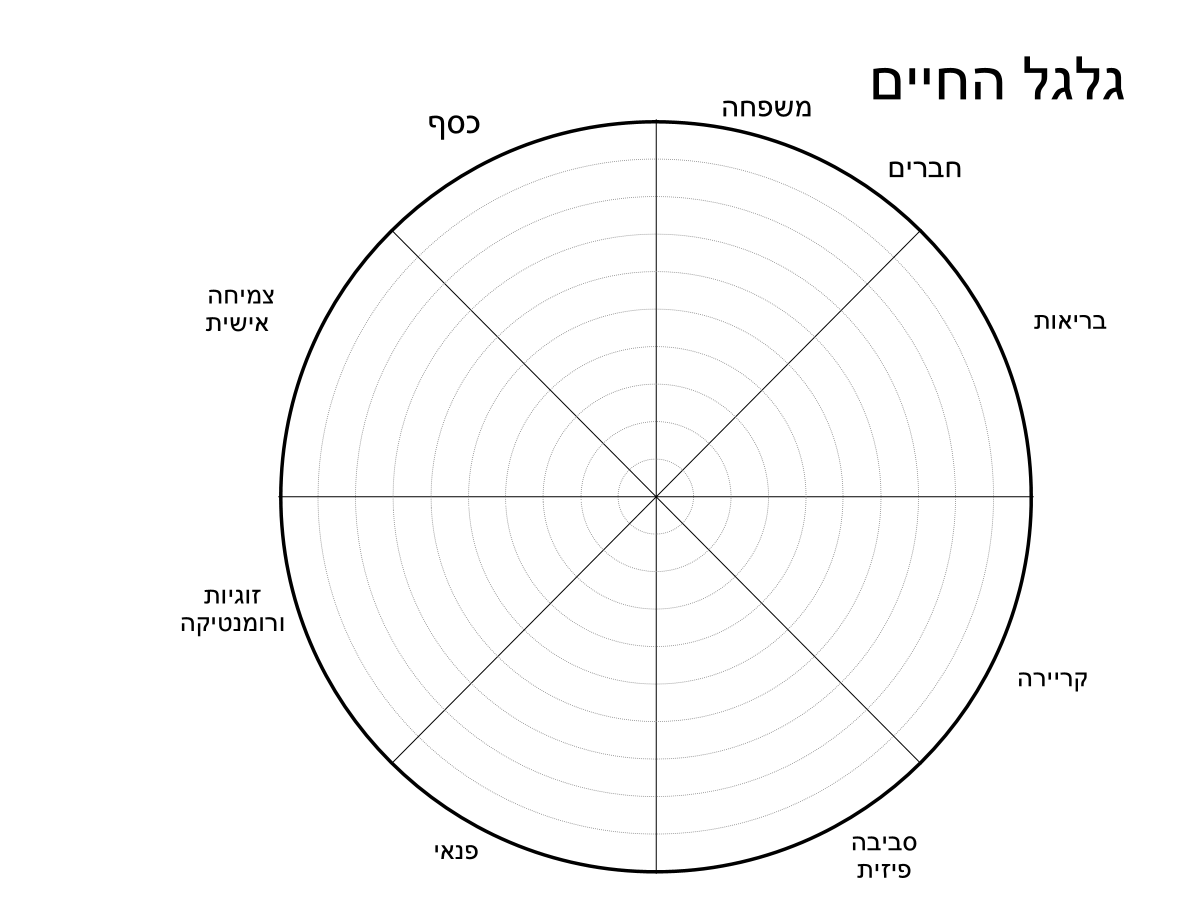 גלגל החיים
משפחה
חברים
בריאות
קריירה
סביבה
פיזית
פנאי
זוגיות
ורומנטיקה
צמיחה
אישית
כסף